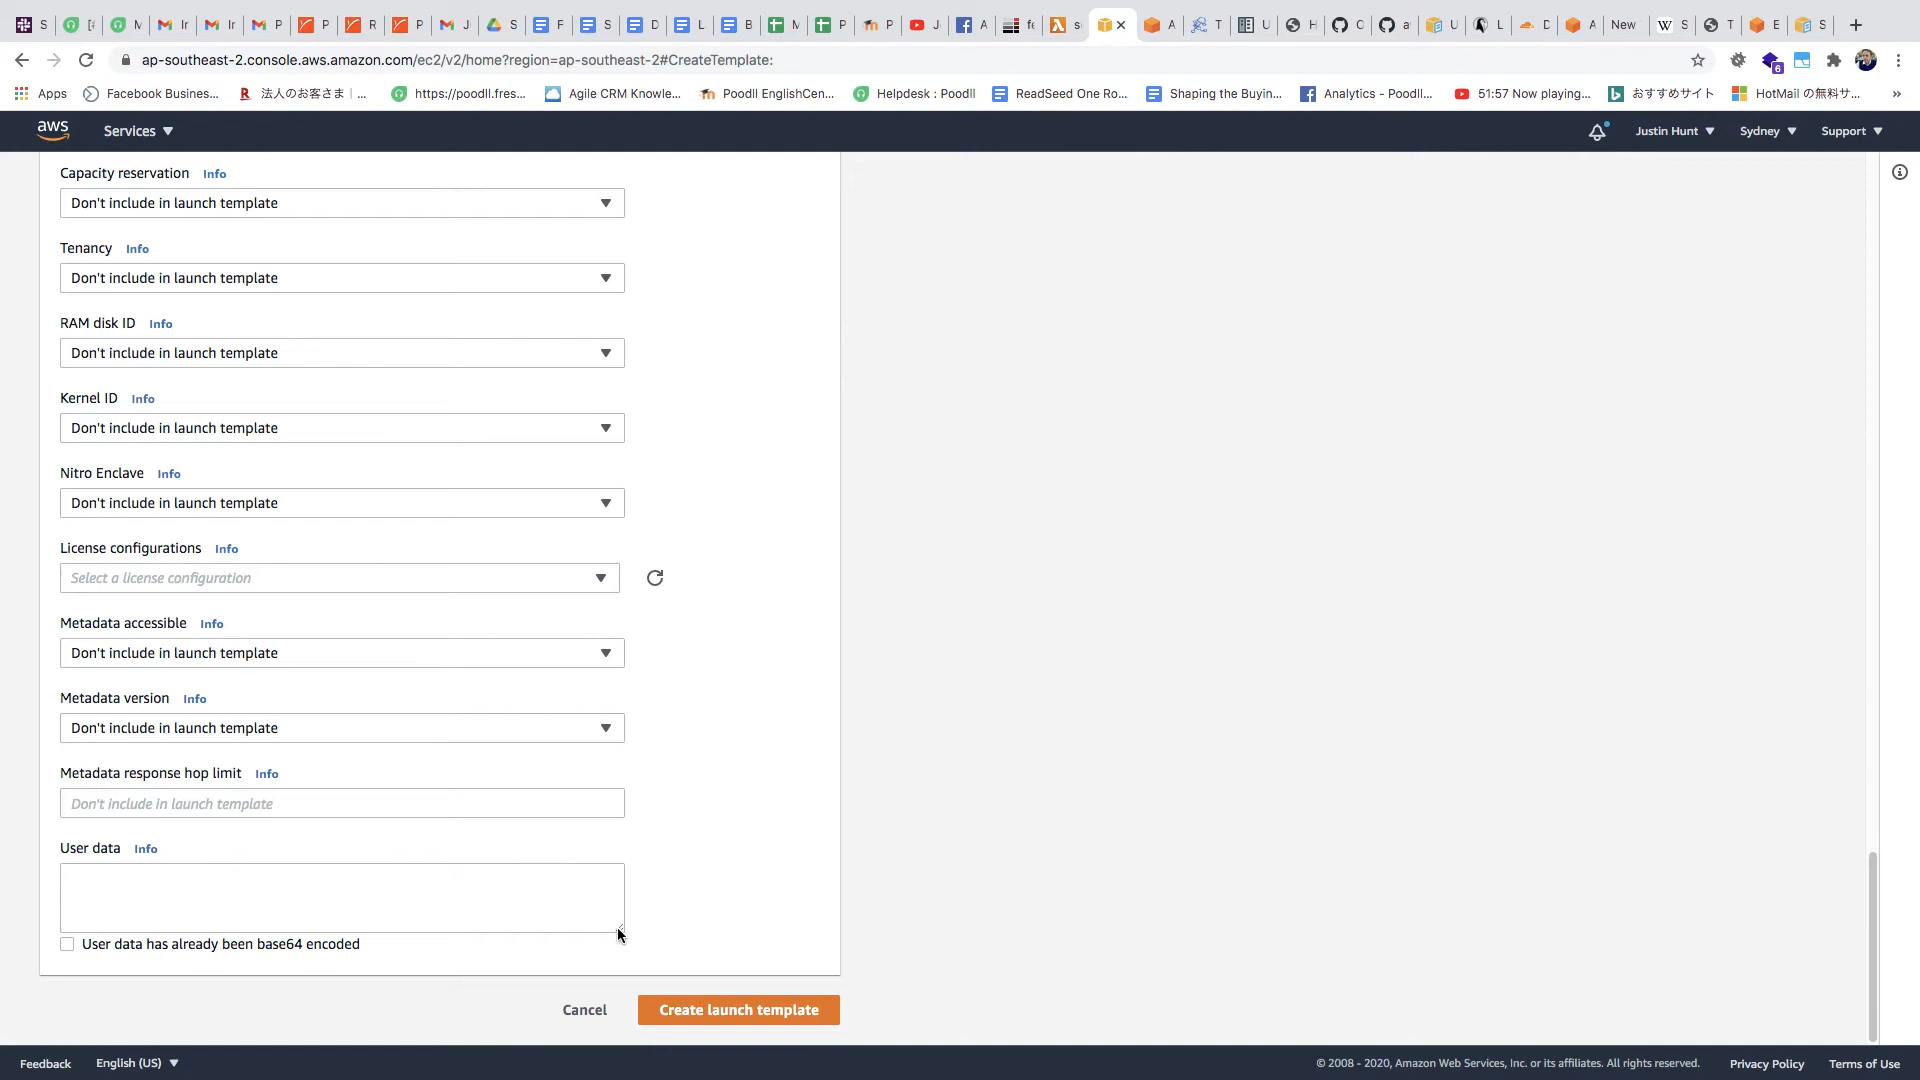 S [ M Ir Ir P P R P J S F S D L B M P P J A fe s A T U H C a U L D A New S T E S
ap-southeast-2.console.aws.amazon.com/ec2/v2/home?region=ap-southeast-2#CreateTemplate:
6
Apps Facebook Busines... 法人のお客さま | ... https://poodll.fres... Agile CRM Knowle... Poodll EnglishCen... Helpdesk : Poodll ReadSeed One Ro... Shaping the Buyin... Analytics - Poodll... 51:57 Now playing... おすすめサイト HotMail の無料サ... »
aws Services Justin Hunt Sydney Support
Capacity reservation Info
Don't include in launch template
Tenancy Info
Don't include in launch template
RAM disk ID Info
Don't include in launch template
Kernel ID Info
Don't include in launch template
Nitro Enclave Info
Don't include in launch template
License configurations Info
Select a license configuration
Metadata accessible Info
Don't include in launch template
Metadata version Info
Don't include in launch template
Metadata response hop limit Info
Don't include in launch template
User data Info
User data has already been base64 encoded
Cancel Create launch template
Feedback English (US) © 2008 - 2020, Amazon Web Services, Inc. or its affiliates. All rights reserved. Privacy Policy Terms of Use